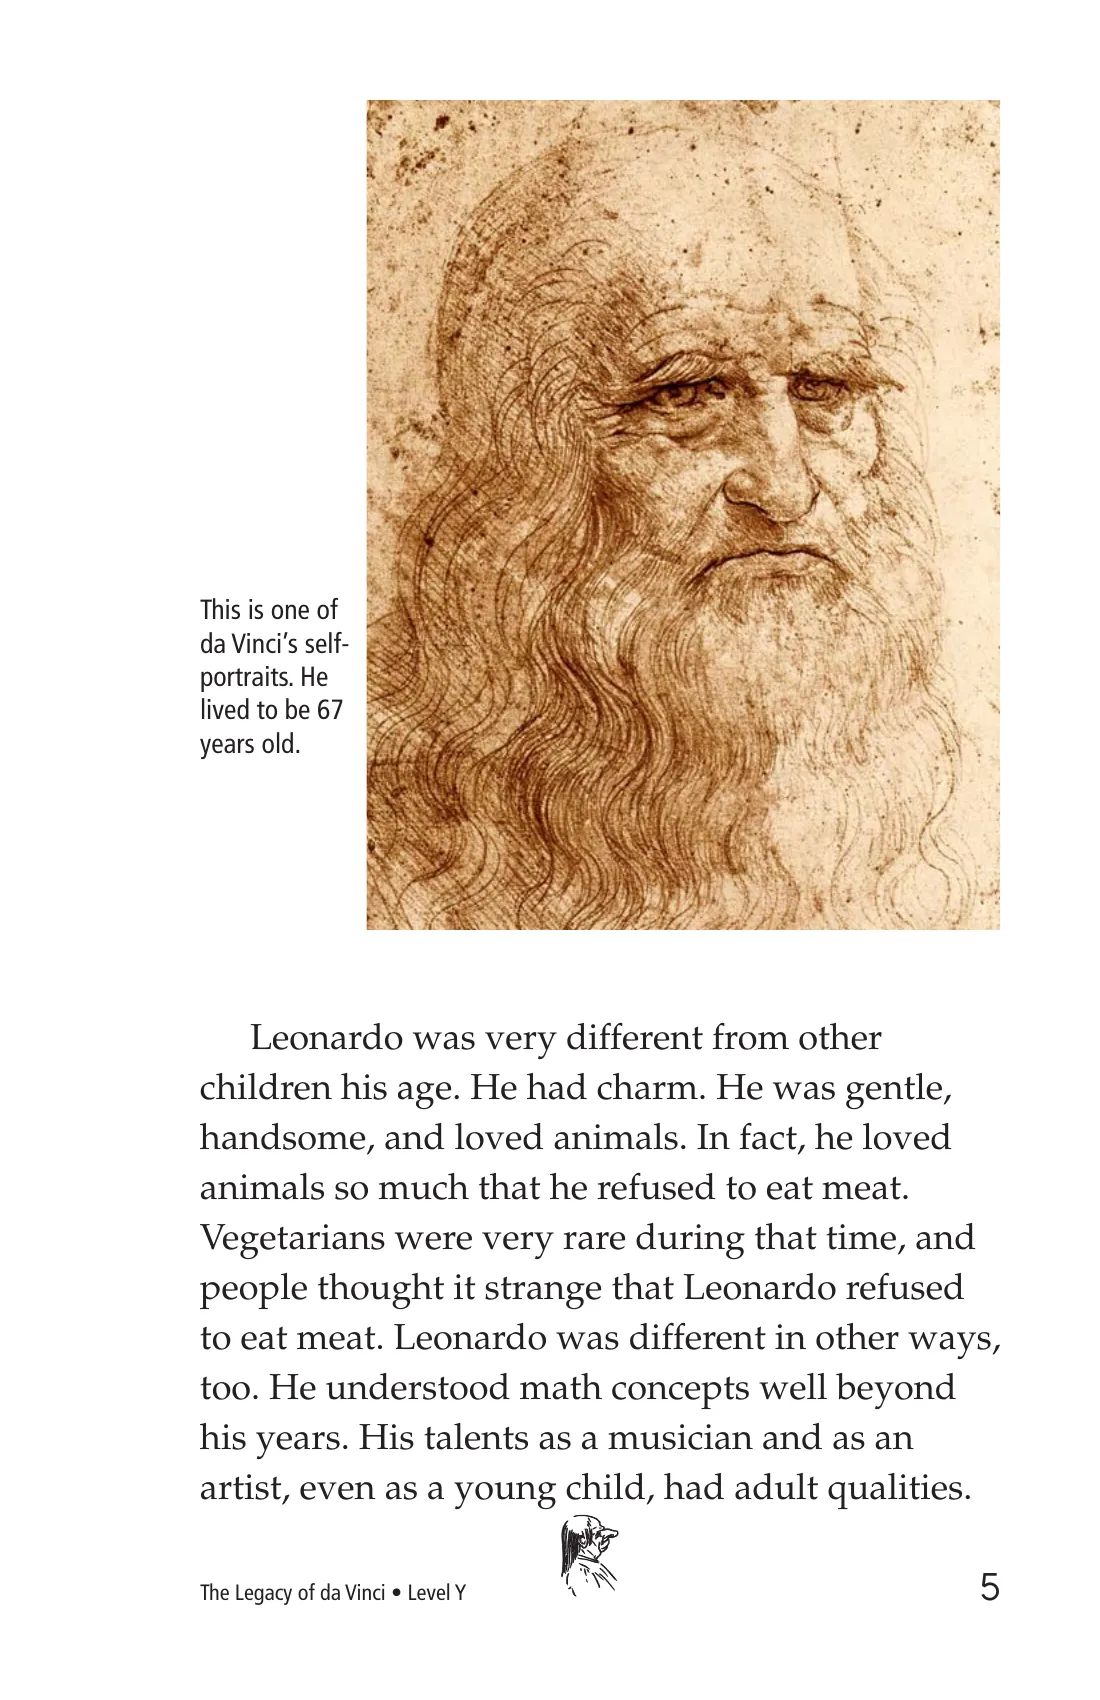 This is one of
da Vinci's self-
portraits. He
lived to be 67
years old.
Leonardo was very different from other
children his age. He had charm. He was gentle,
handsome, and loved animals. In fact, he loved
animals so much that he refused to eat meat.
Vegetarians were very rare during that time, and
people thought it strange that Leonardo refused
to eat meat. Leonardo was different in other ways,
too. He understood math concepts well beyond
his years. His talents as a musician and as an
artist, even as a young child, had adult qualities.
The Legacy of da Vinci • Level Y
5